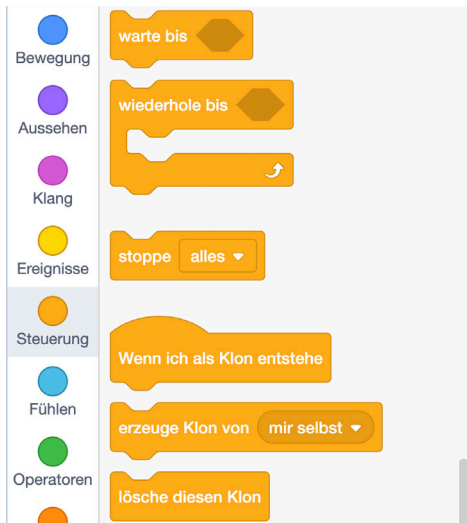 Bewegung
Aussehen
Klang
Ereignisse
Steuerung
Fühlen
Operatoren
warte bis
wiederhole bis
stoppe alles
Wenn ich als Klon entstehe
erzeuge Klon von mir selbst
lösche diesen Klon